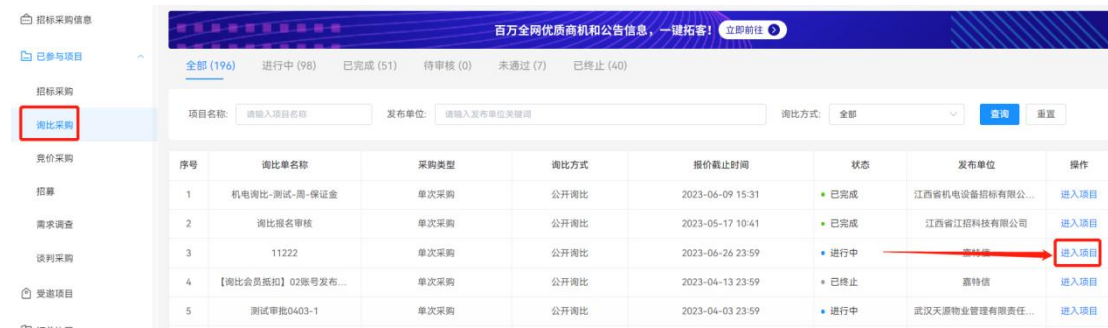 招标采购信息
百万全网优质商机和公告信息，一键拓客！ 立即前往
已参与项目
全部 (196) 进行中 (98) 已完成 (51) 待审核 (0) 未通过 (7) 已终止 (40)
招标采购
询比采购
项目名称: 请输入项目名称 发布单位: 请输入发布单位关键词 询比方式: 全部 查询 重置
竞价采购
招募
需求调查
谈判采购
受邀项目
序号 询比单名称 采购类型 询比方式 报价截止时间 状态 发布单位 操作
1 机电询比-测试-周-保证金 单次采购 公开询比 2023-06-09 15:31 已完成 江西省机电设备招标有限公... 进入项目
2 询比报名审核 单次采购 公开询比 2023-05-17 10:41 已完成 江西省江招科技有限公司 进入项目
3 11222 单次采购 公开询比 2023-06-26 23:59 进行中 嘉特信 进入项目
4 【询比会员抵扣】02账号发布... 单次采购 公开询比 2023-04-13 23:59 已终止 嘉特信 进入项目
5 测试审批0403-1 单次采购 公开询比 2023-04-03 23:59 进行中 武汉天源物业管理有限责任... 进入项目